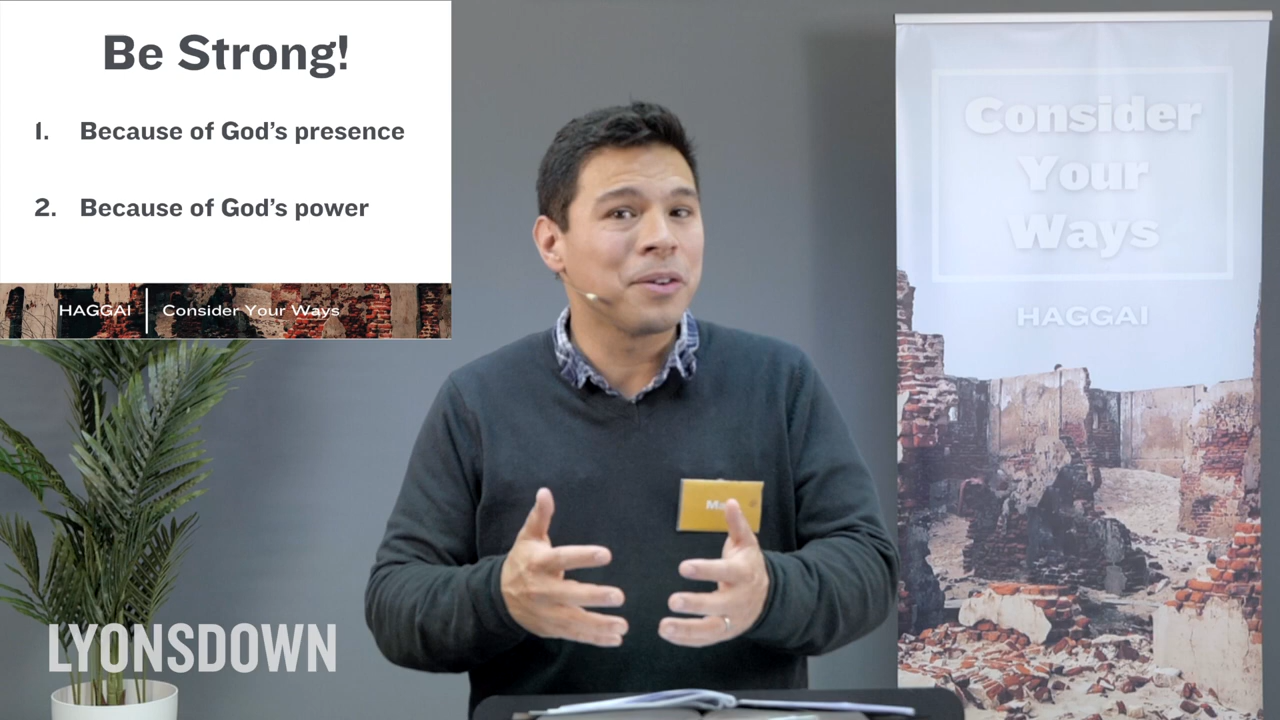 Be Strong!
1. Because of God's presence
2. Because of God's power
HAGGAI | Consider Your Ways
Consider
Your
Ways
HAGGAI
LYONSDOWN